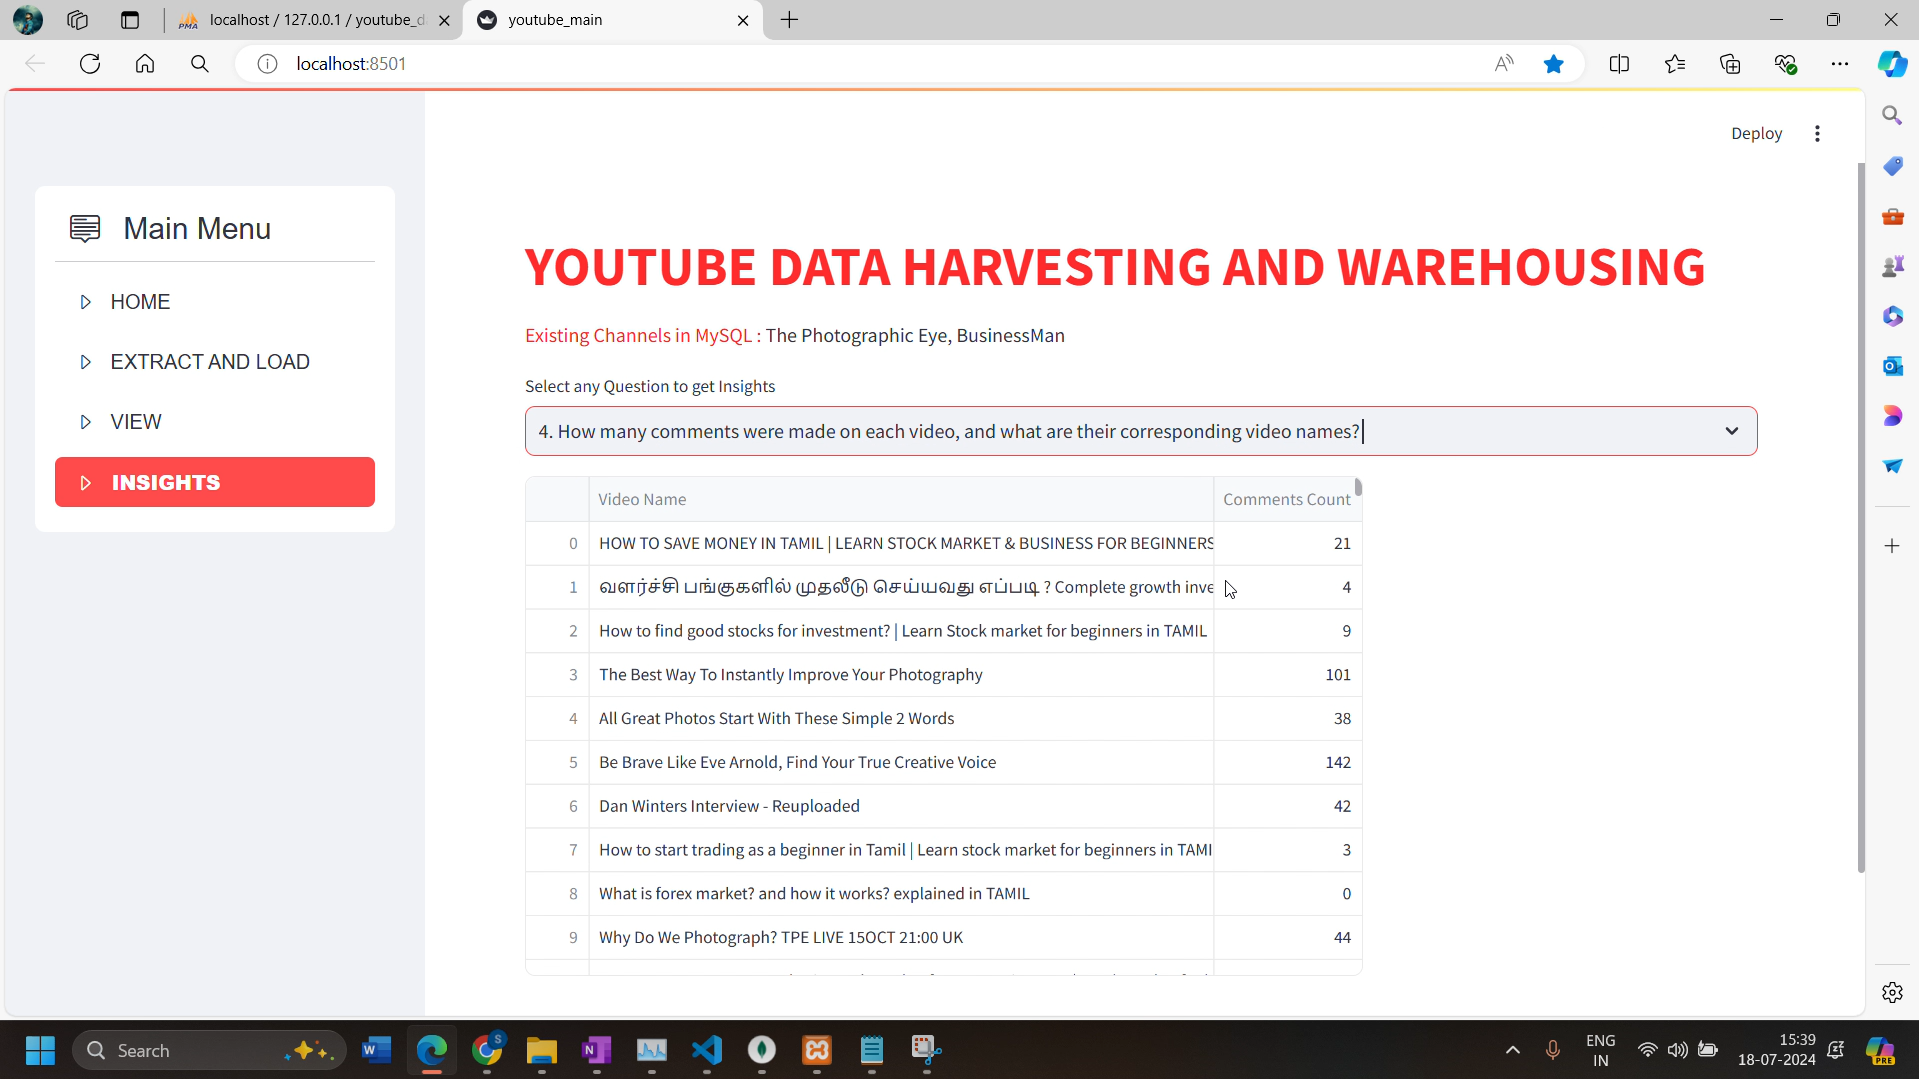 localhost / 127.0.0.1 / youtube_d
youtube_main
localhost:8501
Deploy
Main Menu
HOME
EXTRACT AND LOAD
VIEW
INSIGHTS
YOUTUBE DATA HARVESTING AND WAREHOUSING
Existing Channels in MySQL : The Photographic Eye, BusinessMan
Select any Question to get Insights
4. How many comments were made on each video, and what are their corresponding video names?
Video Name Comments Count
0 HOW TO SAVE MONEY IN TAMIL | LEARN STOCK MARKET & BUSINESS FOR BEGINNERS 21
1 வளர்ச்சி பங்குகளில் முதலீடு செய்யவது எப்படி ? Complete growth inve 4
2 How to find good stocks for investment? | Learn Stock market for beginners in TAMIL 9
3 The Best Way To Instantly Improve Your Photography 101
4 All Great Photos Start With These Simple 2 Words 38
5 Be Brave Like Eve Arnold, Find Your True Creative Voice 142
6 Dan Winters Interview - Reuploaded 42
7 How to start trading as a beginner in Tamil | Learn stock market for beginners in TAMI 3
8 What is forex market? and how it works? explained in TAMIL 0
9 Why Do We Photograph? TPE LIVE 15OCT 21:00 UK 44
Search
ENG
IN
15:39
18-07-2024